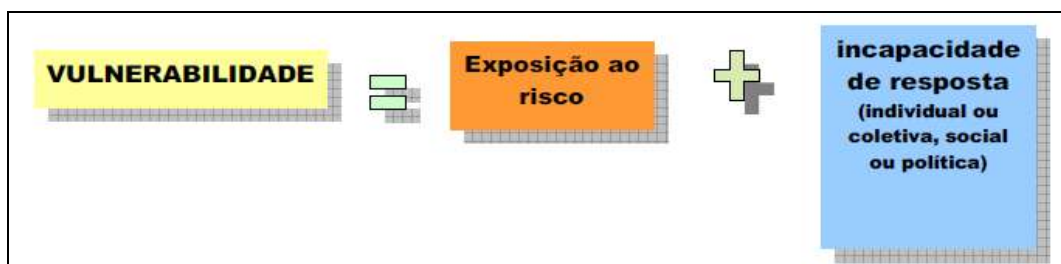 VULNERABILIDADE
=
Exposição ao
risco
+
incapacidade
de resposta
(individual ou
coletiva, social
ou política)